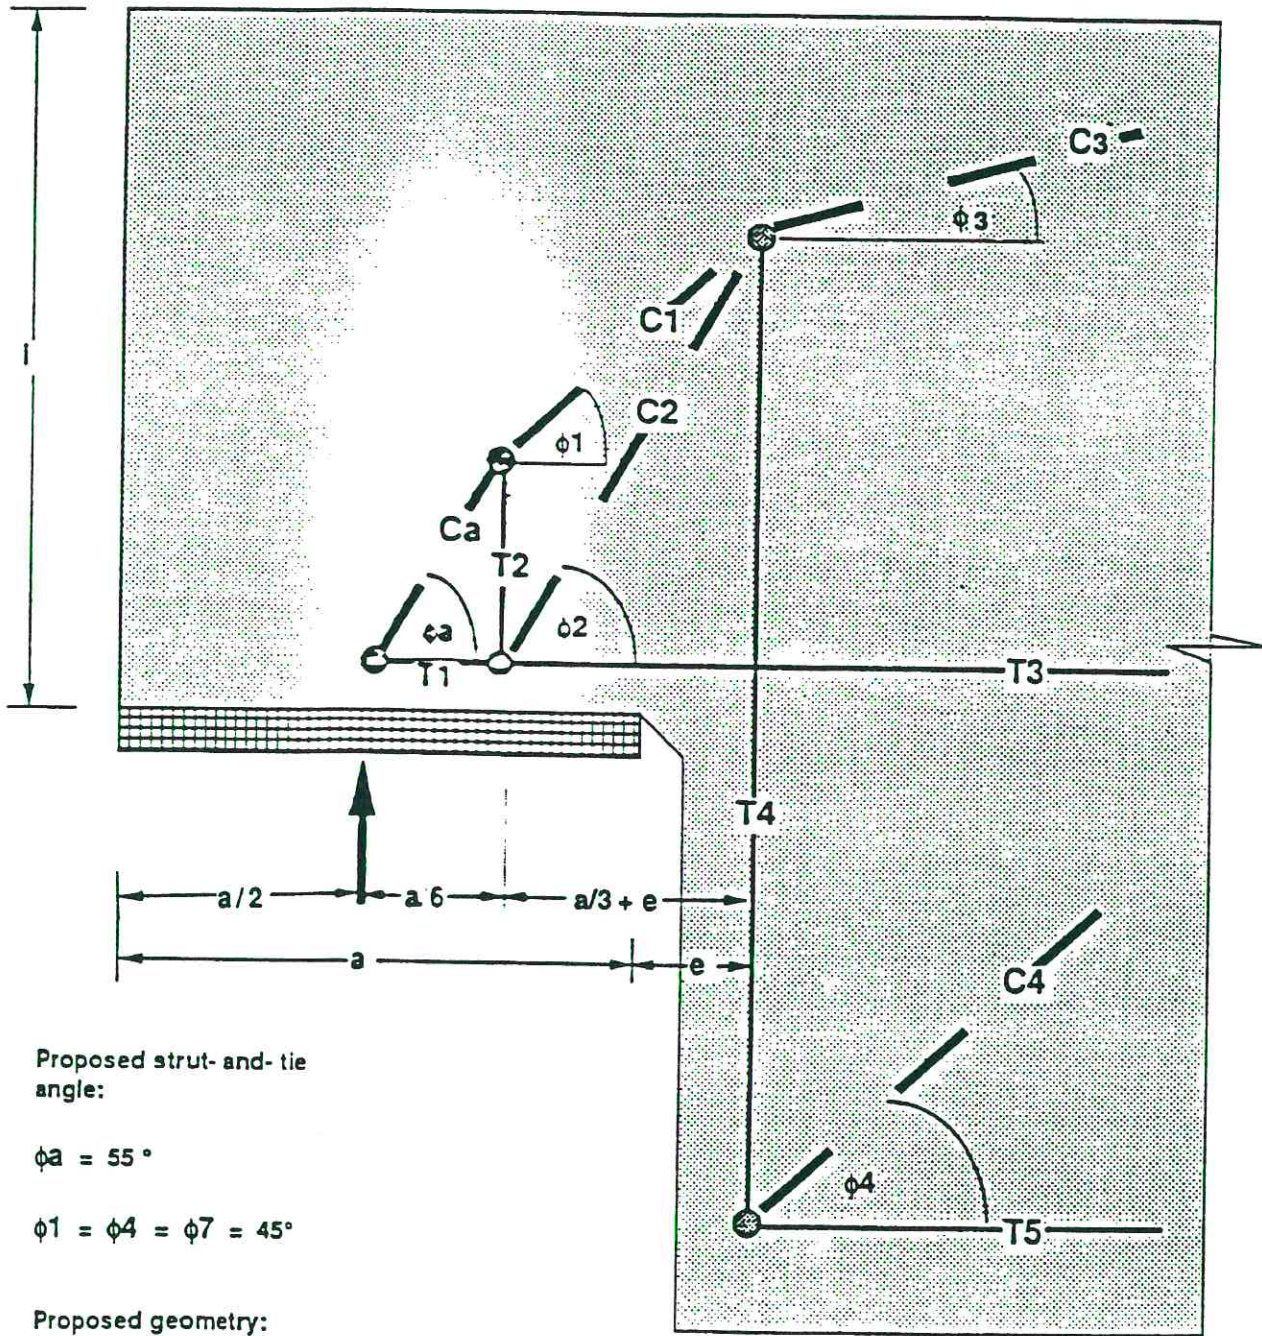 C3
ϕ3
C1
i
C2
ϕ1
Ca
T2
ϕa
ϕ2
T1
T3
T4
a/2
a 6
a/3 + e
a
e
C4
Proposed strut- and- tie
angle:
ϕa = 55 °
ϕ4
ϕ1 = ϕ4 = ϕ7 = 45°
T5
Proposed geometry: